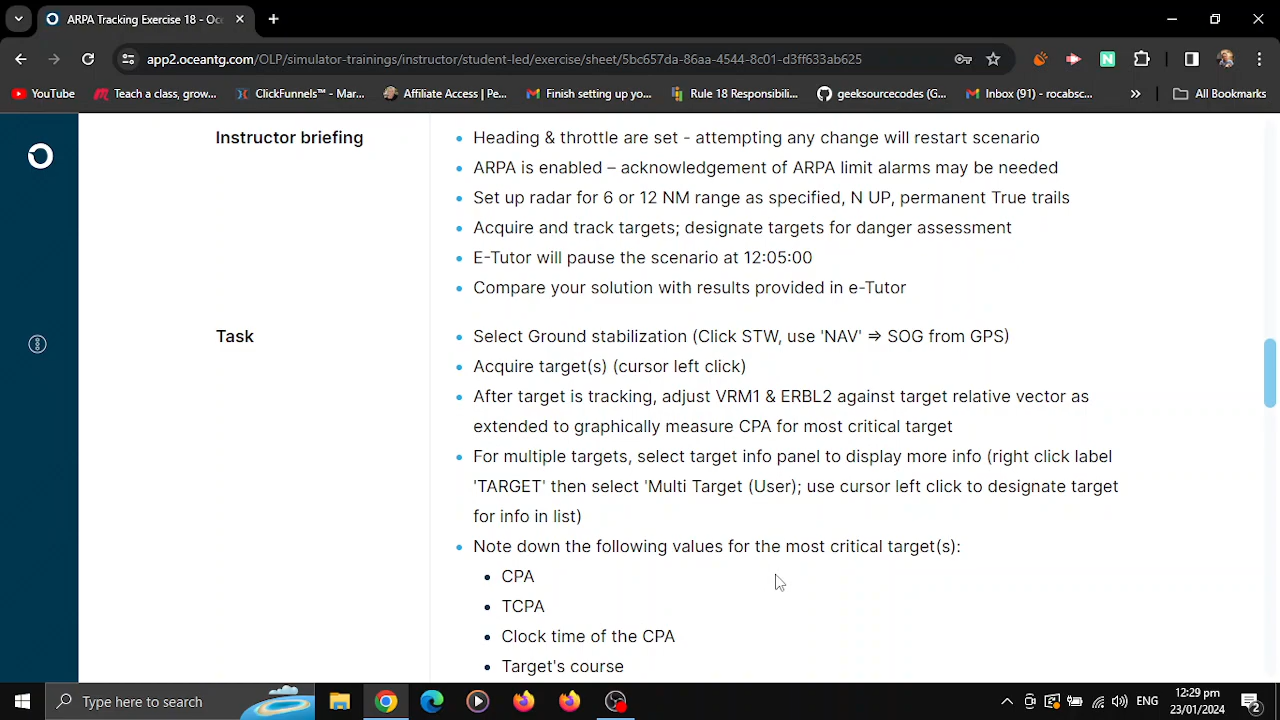 ARPA Tracking Exercise 18 - Oce
app2.oceantg.com/OLP/simulator-trainings/instructor/student-led/exercise/sheet/5bc657da-86aa-4544-8c01-d3ff633ab625
YouTube Teach a class, grow... ClickFunnels™ - Mar... Affiliate Access | Pe... Finish setting up yo... Rule 18 Responsibili... geeksourcecodes (G... Inbox (91) - rocabsc... » All Bookmarks
Instructor briefing
Heading & throttle are set - attempting any change will restart scenario
ARPA is enabled – acknowledgement of ARPA limit alarms may be needed
Set up radar for 6 or 12 NM range as specified, N UP, permanent True trails
Acquire and track targets; designate targets for danger assessment
E-Tutor will pause the scenario at 12:05:00
Compare your solution with results provided in e-Tutor
Task
Select Ground stabilization (Click STW, use 'NAV' => SOG from GPS)
Acquire target(s) (cursor left click)
After target is tracking, adjust VRM1 & ERBL2 against target relative vector as
extended to graphically measure CPA for most critical target
For multiple targets, select target info panel to display more info (right click label
'TARGET' then select 'Multi Target (User); use cursor left click to designate target
for info in list)
Note down the following values for the most critical target(s):
CPA
TCPA
Clock time of the CPA
Target's course
Type here to search
ENG
12:29 pm
23/01/2024
2